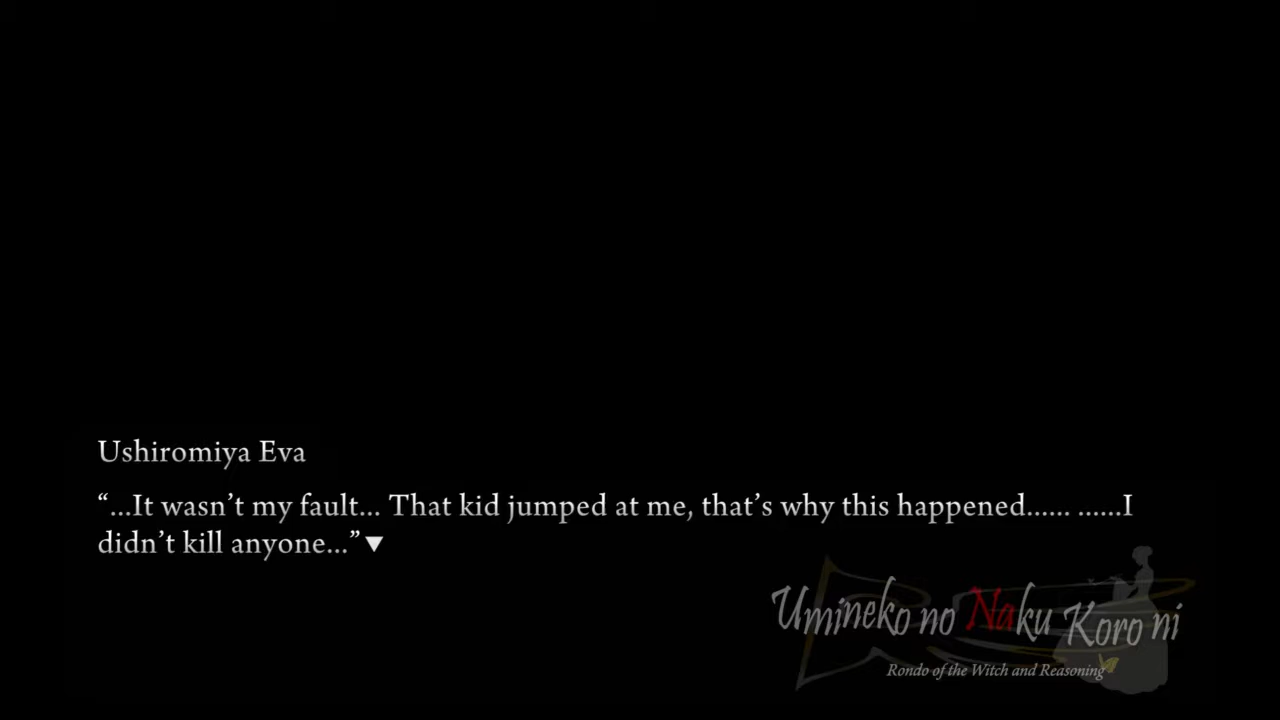 Ushiromiya Eva
“...It wasn’t my fault... That kid jumped at me, that’s why this happened...... ......I
didn’t kill anyone...”▼
Umineko no Naku Koro ni
Rondo of the Witch and Reasoning